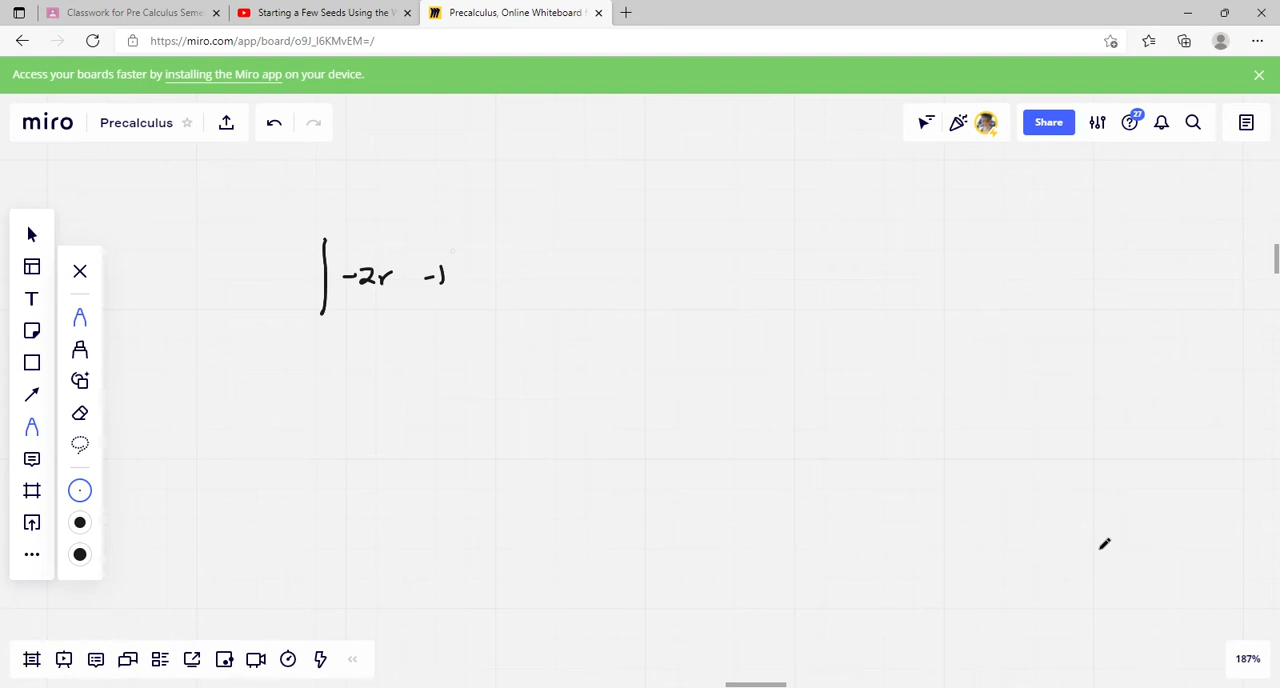 Classwork for Pre Calculus Seme
Starting a Few Seeds Using the W
Precalculus, Online Whiteboard f
https://miro.com/app/board/o9J_l6KMvEM=/
Access your boards faster by installing the Miro app on your device.
miro Precalculus Share 27
| -2r -1
187%